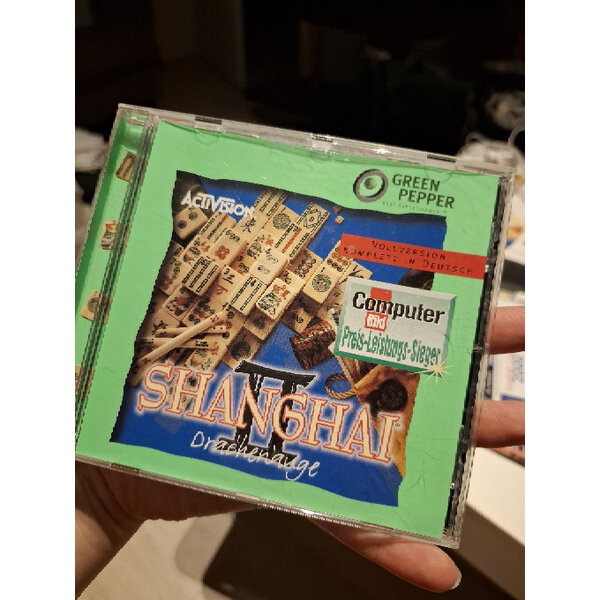 ACTIVISION
GREEN
PEPPER
VOLLVERSION
KOMPLETT IN DEUTSCH
Computer
Bild
Preis-Leistungs-Sieger
II
SHANGHAI
Drachenauge